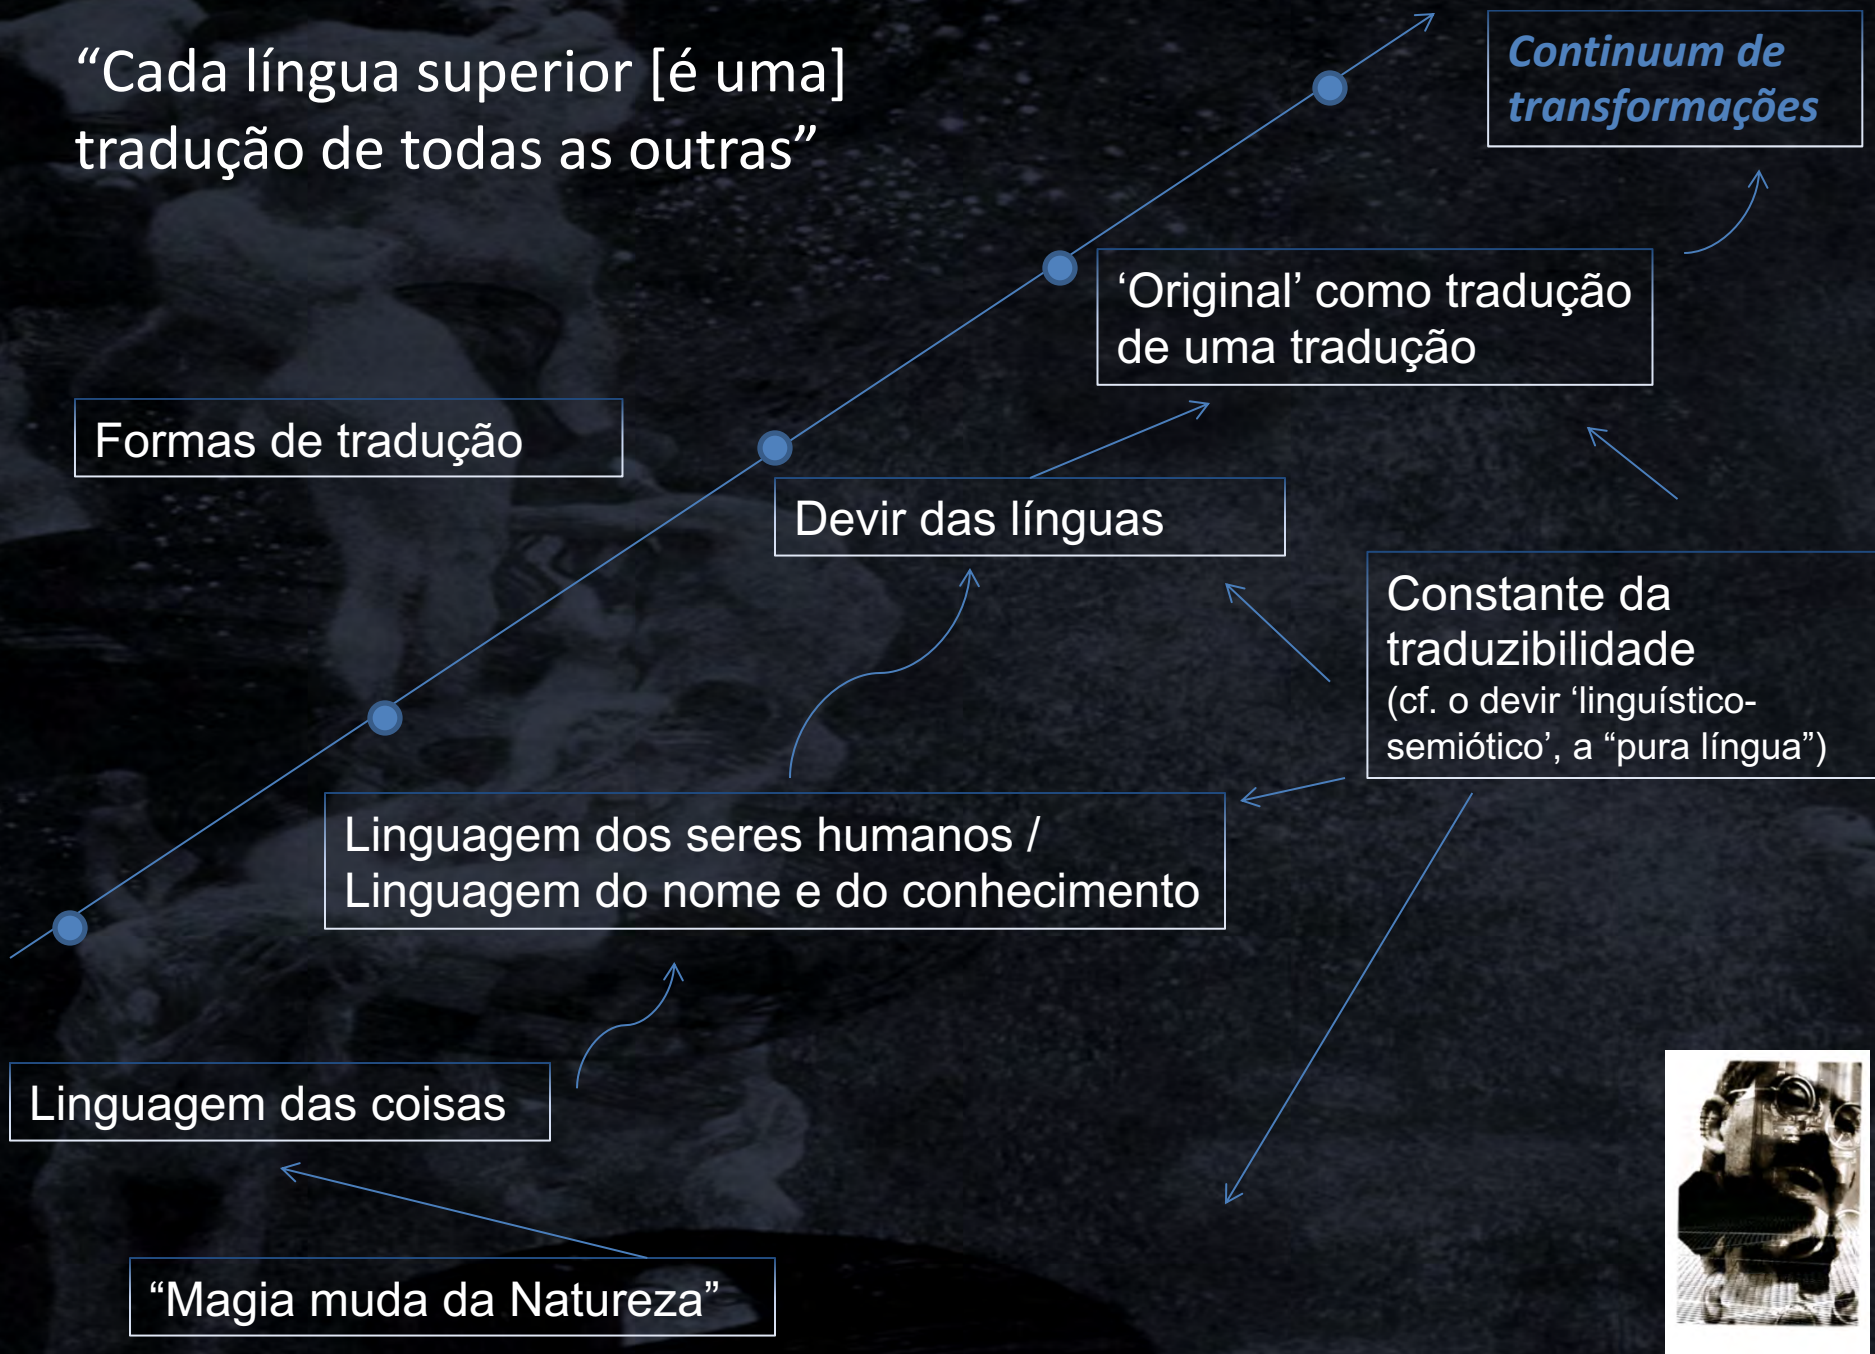 “Cada língua superior [é uma]
tradução de todas as outras”
Continuum de
transformações
‘Original’ como tradução
de uma tradução
Formas de tradução
Devir das línguas
Constante da
traduzibilidade
(cf. o devir ‘linguístico-
semiótico’, a “pura língua”)
Linguagem dos seres humanos /
Linguagem do nome e do conhecimento
Linguagem das coisas
“Magia muda da Natureza”